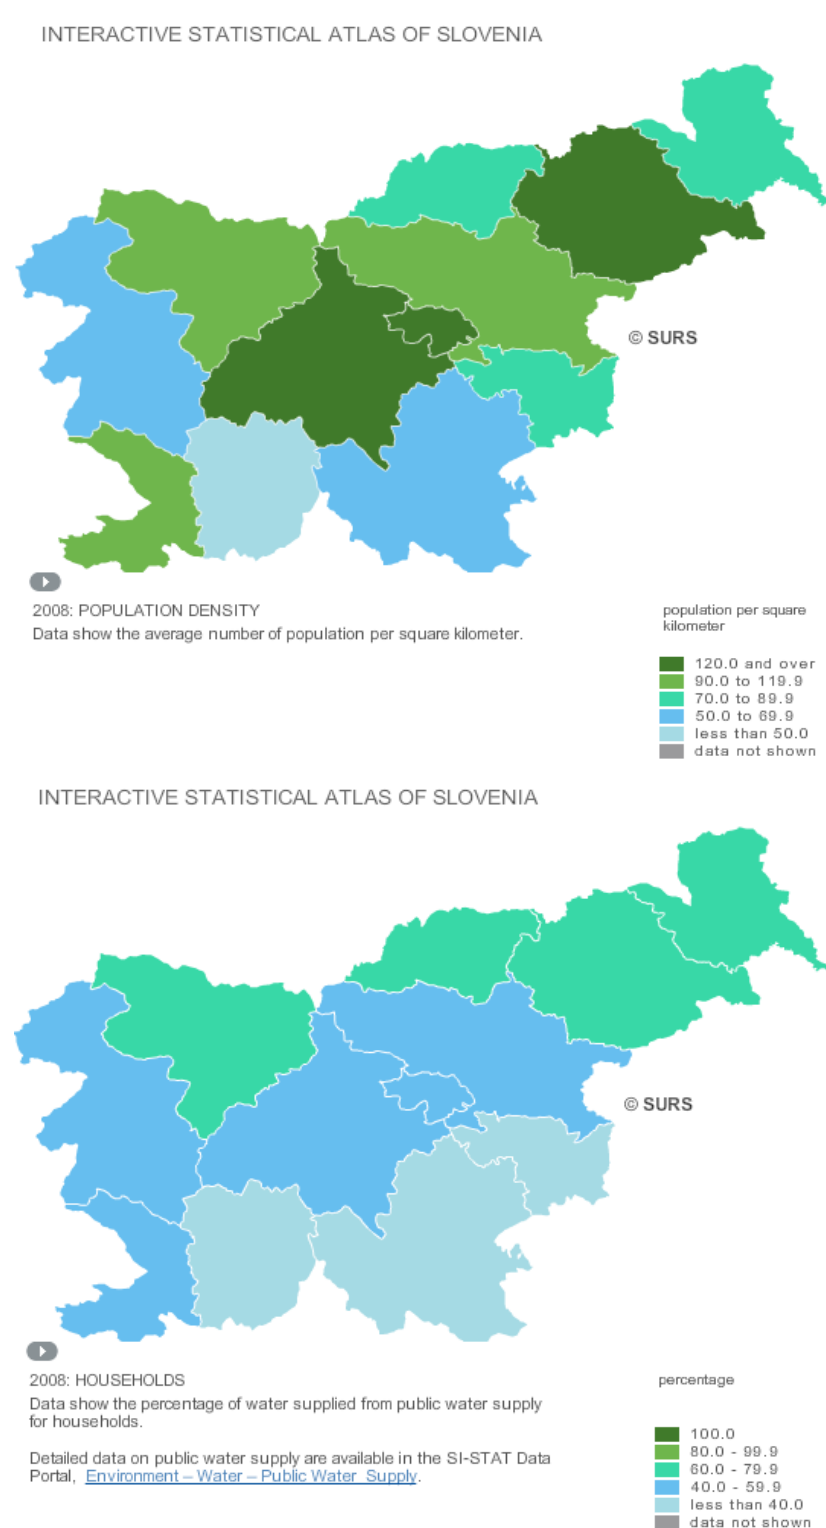 INTERACTIVE STATISTICAL ATLAS OF SLOVENIA
© SURS
2008: POPULATION DENSITY
Data show the average number of population per square kilometer.
population per square
kilometer
120.0 and over
90.0 to 119.9
70.0 to 89.9
50.0 to 69.9
less than 50.0
data not shown
INTERACTIVE STATISTICAL ATLAS OF SLOVENIA
© SURS
2008: HOUSEHOLDS
Data show the percentage of water supplied from public water supply
for households.
Detailed data on public water supply are available in the SI-STAT Data
Portal, Environment – Water – Public Water Supply.
percentage
100.0
80.0 - 99.9
60.0 - 79.9
40.0 - 59.9
less than 40.0
data not shown